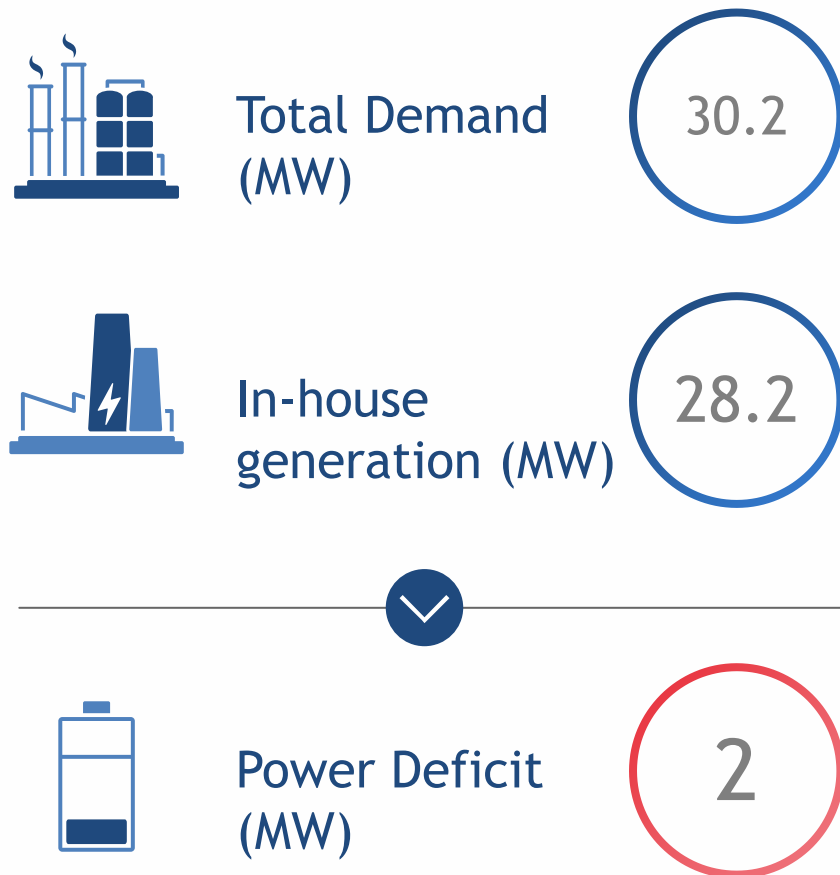 Total Demand
(MW)
30.2
In-house
generation (MW)
28.2
Power Deficit
(MW)
2